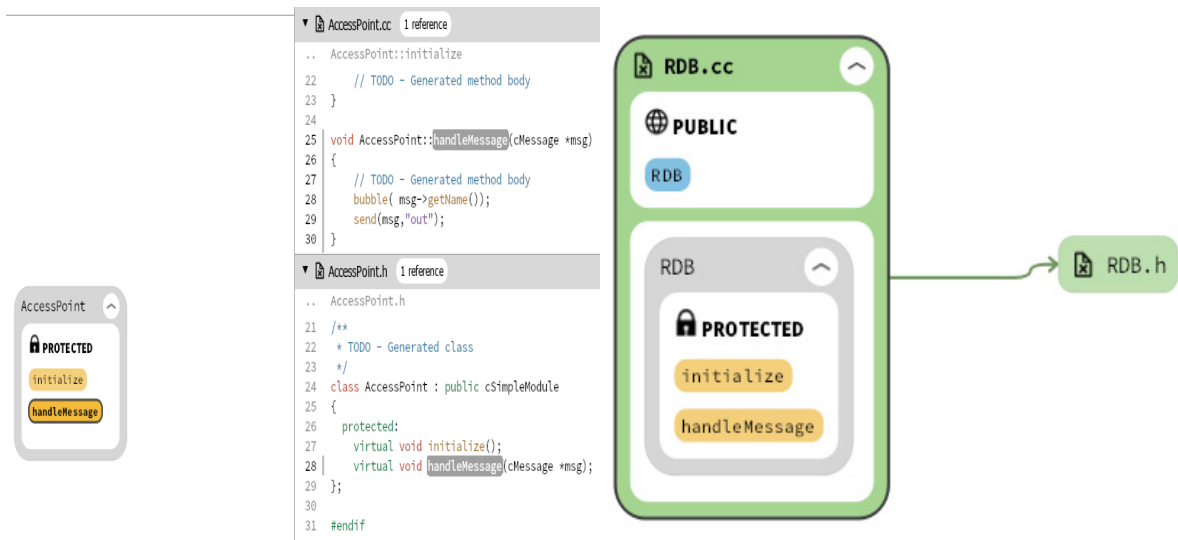 AccessPoint
PROTECTED
initialize
handleMessage
AccessPoint.cc 1 reference
.. AccessPoint::initialize
22 // TODO - Generated method body
23 }
24
25 void AccessPoint::handleMessage(cMessage *msg)
26 {
27 // TODO - Generated method body
28 bubble( msg->getName());
29 send(msg,"out");
30 }
AccessPoint.h 1 reference
.. AccessPoint.h
21 /**
22 * TODO - Generated class
23 */
24 class AccessPoint : public cSimpleModule
25 {
26 protected:
27 virtual void initialize();
28 virtual void handleMessage(cMessage *msg);
29 };
30
31 #endif
RDB.cc
PUBLIC
RDB
RDB
PROTECTED
initialize
handleMessage
RDB.h